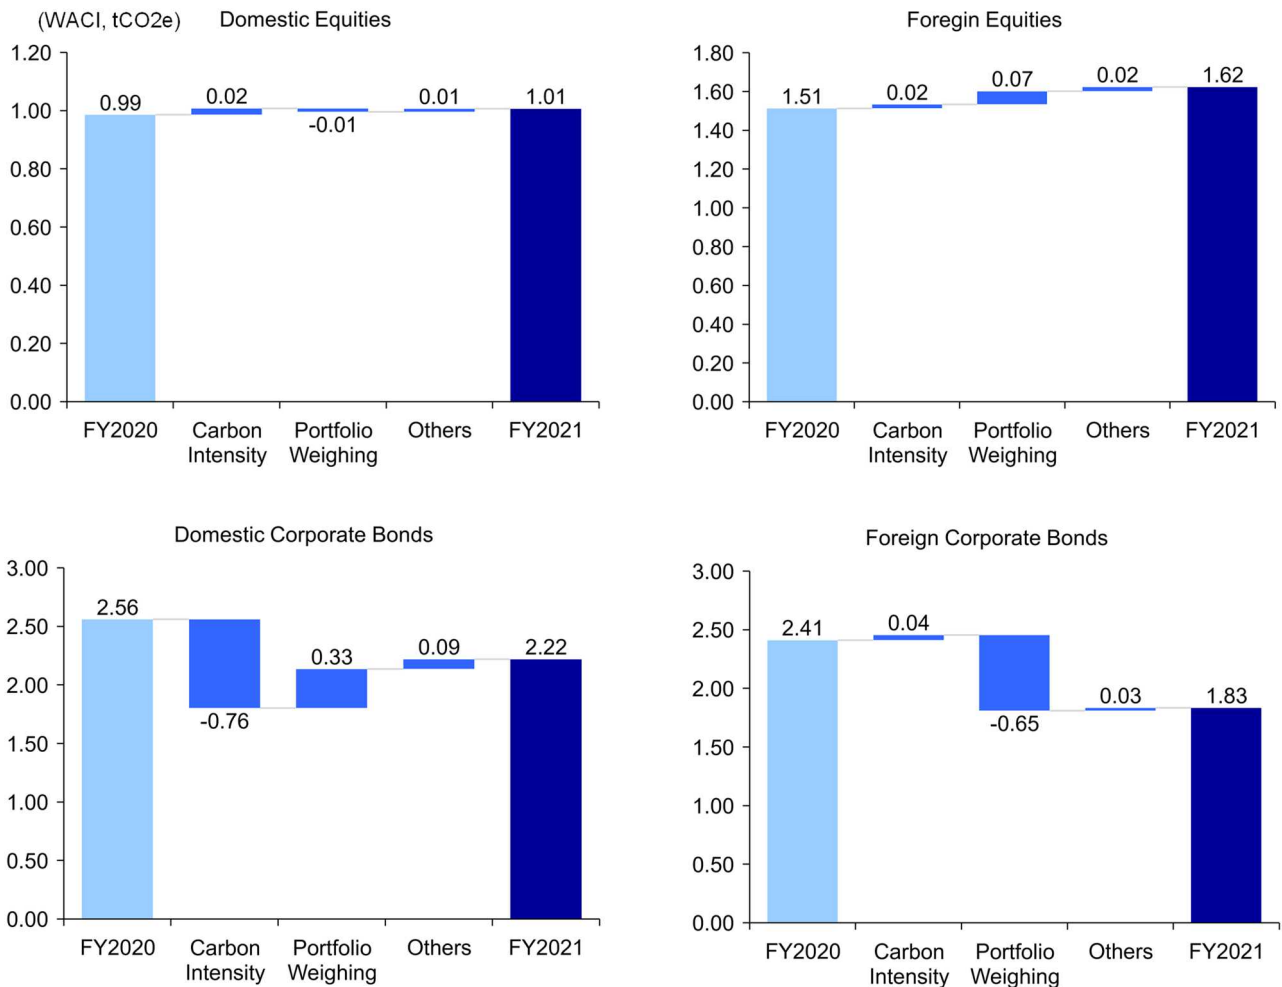 (WACI, tCO2e)
Domestic Equities
1.20
1.00
0.80
0.60
0.40
0.20
0.00
0.99
0.02
-0.01
0.01
1.01
FY2020
Carbon
Intensity
Portfolio
Weighing
Others
FY2021
Foregin Equities
1.80
1.60
1.40
1.20
1.00
0.80
0.60
0.40
0.20
0.00
1.51
0.02
0.07
0.02
1.62
FY2020
Carbon
Intensity
Portfolio
Weighing
Others
FY2021
Domestic Corporate Bonds
3.00
2.50
2.00
1.50
1.00
0.50
0.00
2.56
-0.76
0.33
0.09
2.22
FY2020
Carbon
Intensity
Portfolio
Weighing
Others
FY2021
Foreign Corporate Bonds
3.00
2.50
2.00
1.50
1.00
0.50
0.00
2.41
0.04
-0.65
0.03
1.83
FY2020
Carbon
Intensity
Portfolio
Weighing
Others
FY2021